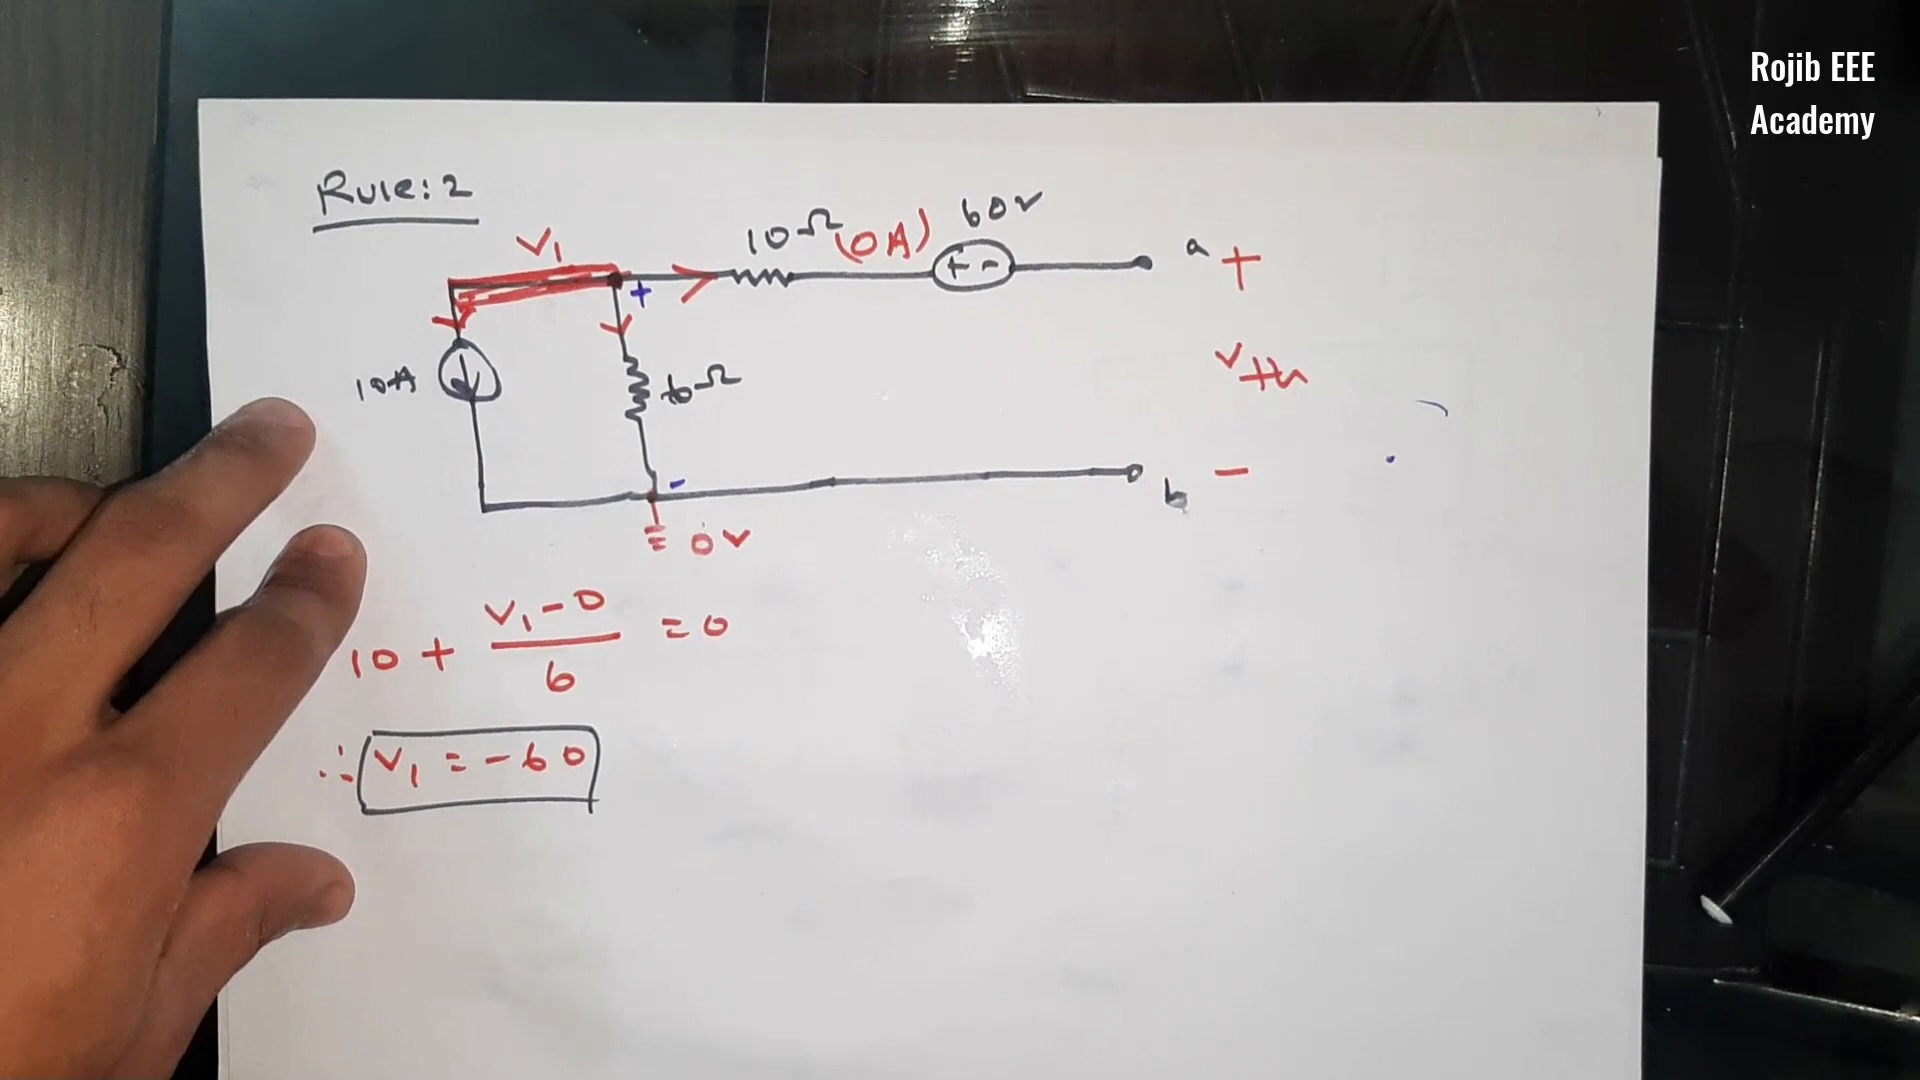 Rojib EEE
Academy
Rule: 2
V₁
10Ω
(0A)
60V
+ -
a +
+
10A
6Ω
Vth
-
b -
0V
10 + (V₁ - 0)/6 = 0
∴ V₁ = -60